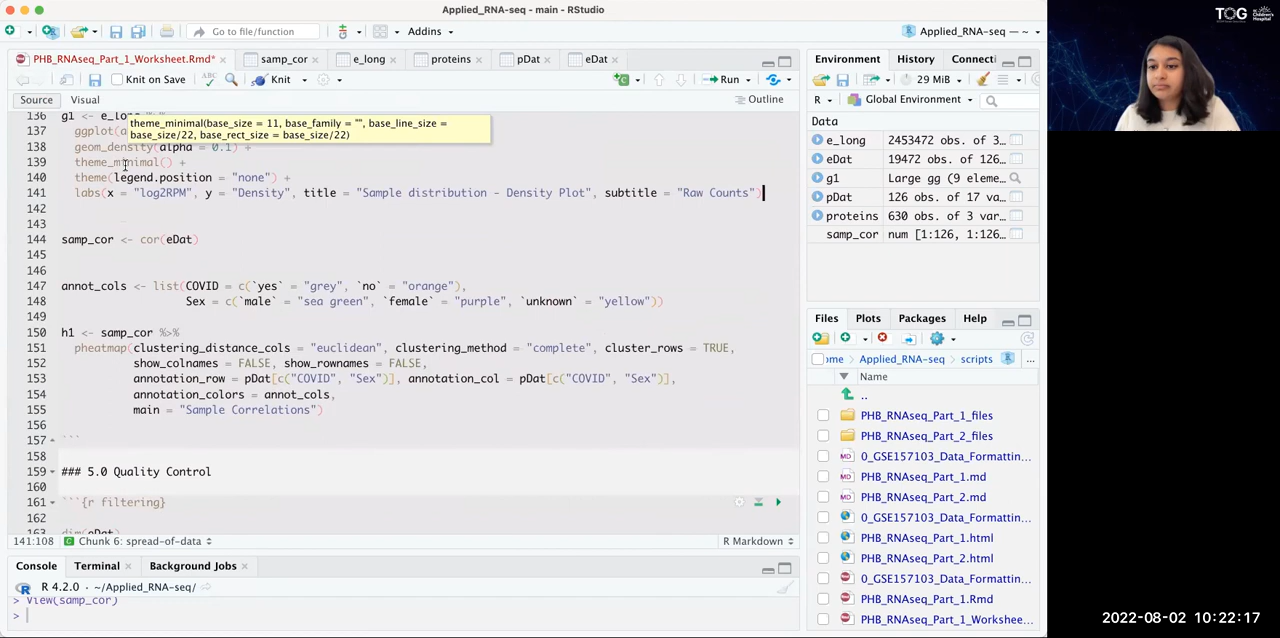 Applied_RNA-seq - main - RStudio
Go to file/function
Addins
Applied_RNA-seq — ~
PHB_RNAseq_Part_1_Worksheet.Rmd*
samp_cor
e_long
proteins
pDat
eDat
Knit on Save
ABC
Knit
Run
Source
Visual
Outline
136 g1 <- e_long
theme_minimal(base_size = 11, base_family = "", base_line_size =
base_size/22, base_rect_size = base_size/22)
137 ggplot(a
138 geom_density(alpha = 0.1) +
139 theme_minimal() +
140 theme(legend.position = "none") +
141 labs(x = "log2RPM", y = "Density", title = "Sample distribution - Density Plot", subtitle = "Raw Counts")
142
143
144 samp_cor <- cor(eDat)
145
146
147 annot_cols <- list(COVID = c(`yes` = "grey", `no` = "orange"),
148 Sex = c(`male` = "sea green", `female` = "purple", `unknown` = "yellow"))
149
150 h1 <- samp_cor %>%
151 pheatmap(clustering_distance_cols = "euclidean", clustering_method = "complete", cluster_rows = TRUE,
152 show_colnames = FALSE, show_rownames = FALSE,
153 annotation_row = pDat[c("COVID", "Sex")], annotation_col = pDat[c("COVID", "Sex")],
154 annotation_colors = annot_cols,
155 main = "Sample Correlations")
156
157 ```
158
159 ### 5.0 Quality Control
160
161 ```{r filtering}
162
163 dim(eDat)
141:108
Chunk 6: spread-of-data
R Markdown
Console
Terminal
Background Jobs
R 4.2.0 · ~/Applied_RNA-seq/
> View(samp_cor)
>
Environment
History
Connecti
29 MiB
R
Global Environment
Data
e_long 2453472 obs. of 3…
eDat 19472 obs. of 126…
g1 Large gg (9 eleme…
pDat 126 obs. of 17 va…
proteins 630 obs. of 3 var…
samp_cor num [1:126, 1:126…
Files
Plots
Packages
Help
ome
Applied_RNA-seq
scripts
...
Name
..
PHB_RNAseq_Part_1_files
PHB_RNAseq_Part_2_files
0_GSE157103_Data_Formattin...
PHB_RNAseq_Part_1.md
PHB_RNAseq_Part_2.md
0_GSE157103_Data_Formattin...
PHB_RNAseq_Part_1.html
PHB_RNAseq_Part_2.html
0_GSE157103_Data_Formattin...
PHB_RNAseq_Part_1.Rmd
PHB_RNAseq_Part_1_Workshee...
TOG
Children's
Hospital
2022-08-02 10:22:17